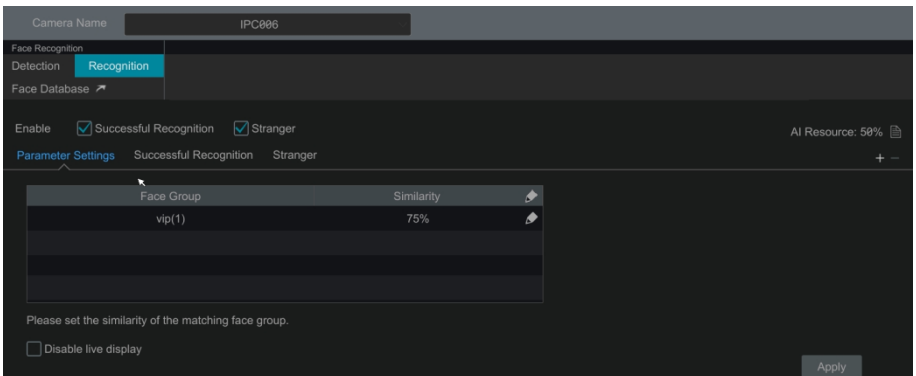 Camera Name IPC006
Face Recognition
Detection Recognition
Face Database
Enable Successful Recognition Stranger
AI Resource: 50%
Parameter Settings Successful Recognition Stranger
+ −
Face Group Similarity
vip(1) 75%
Please set the similarity of the matching face group.
Disable live display
Apply